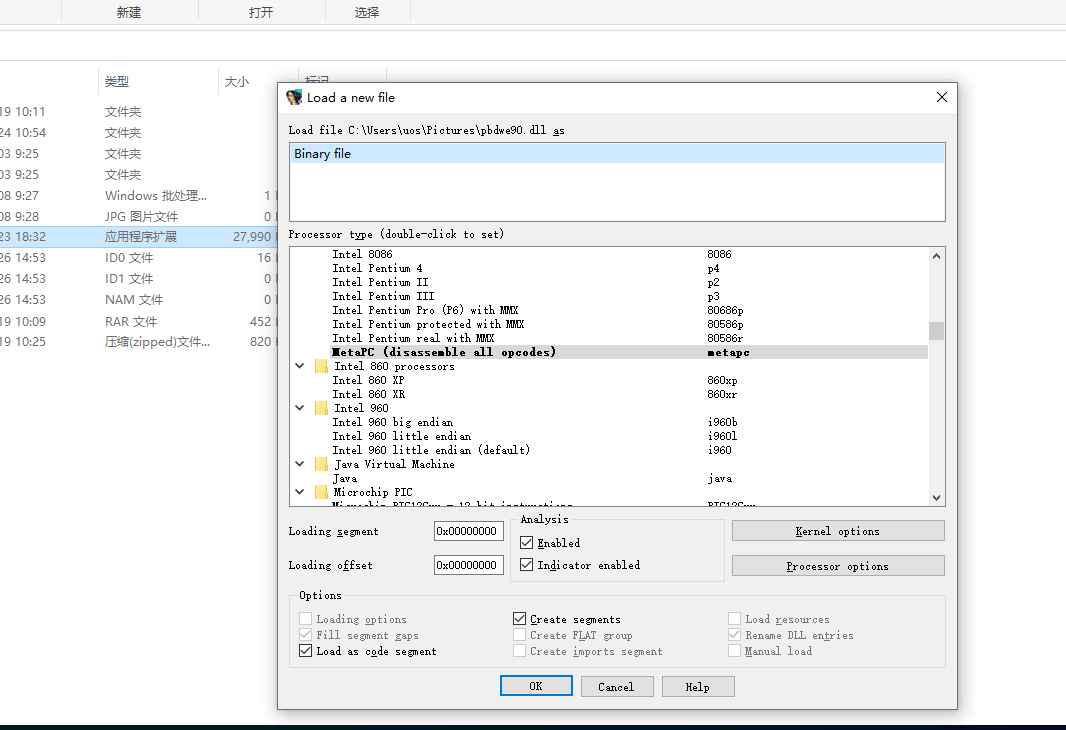 新建 打开 选择
类型 大小 标记
19 10:11 文件夹
24 10:54 文件夹
03 9:25 文件夹
03 9:25 文件夹
08 9:27 Windows 批处理... 1
08 9:28 JPG 图片文件 0
23 18:32 应用程序扩展 27,990
26 14:53 ID0 文件 16
26 14:53 ID1 文件 0
26 14:53 NAM 文件 0
19 10:09 RAR 文件 452
19 10:25 压缩(zipped)文件... 820
Load a new file
Load file C:\Users\uos\Pictures\pbdwe90.dll as
Binary file
Processor type (double-click to set)
Intel 8086 8086
Intel Pentium 4 p4
Intel Pentium II p2
Intel Pentium III p3
Intel Pentium Pro (P6) with MMX 80686p
Intel Pentium protected with MMX 80586p
Intel Pentium real with MMX 80586r
MetaPC (disassemble all opcodes) metapc
Intel 860 processors
Intel 860 XP 860xp
Intel 860 XR 860xr
Intel 960
Intel 960 big endian i960b
Intel 960 little endian i960l
Intel 960 little endian (default) i960
Java Virtual Machine
Java java
Microchip PIC
Microchip PIC12Cxx - 12 bit instructions PIC12Cxx
Loading segment 0x00000000
Loading offset 0x00000000
Analysis
Enabled
Indicator enabled
Kernel options
Processor options
Options
Loading options
Fill segment gaps
Load as code segment
Create segments
Create FLAT group
Create imports segment
Load resources
Rename DLL entries
Manual load
OK Cancel Help